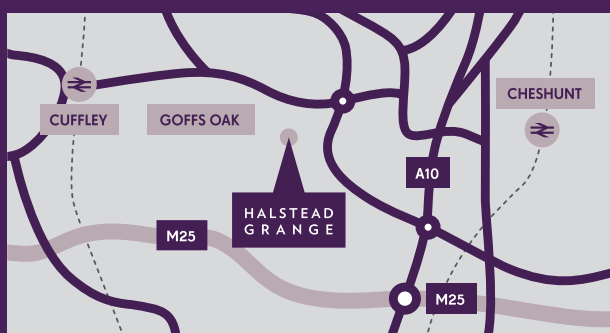 CHESHUNT
CUFFLEY
GOFFS OAK
A10
HALSTEAD
GRANGE
M25
M25